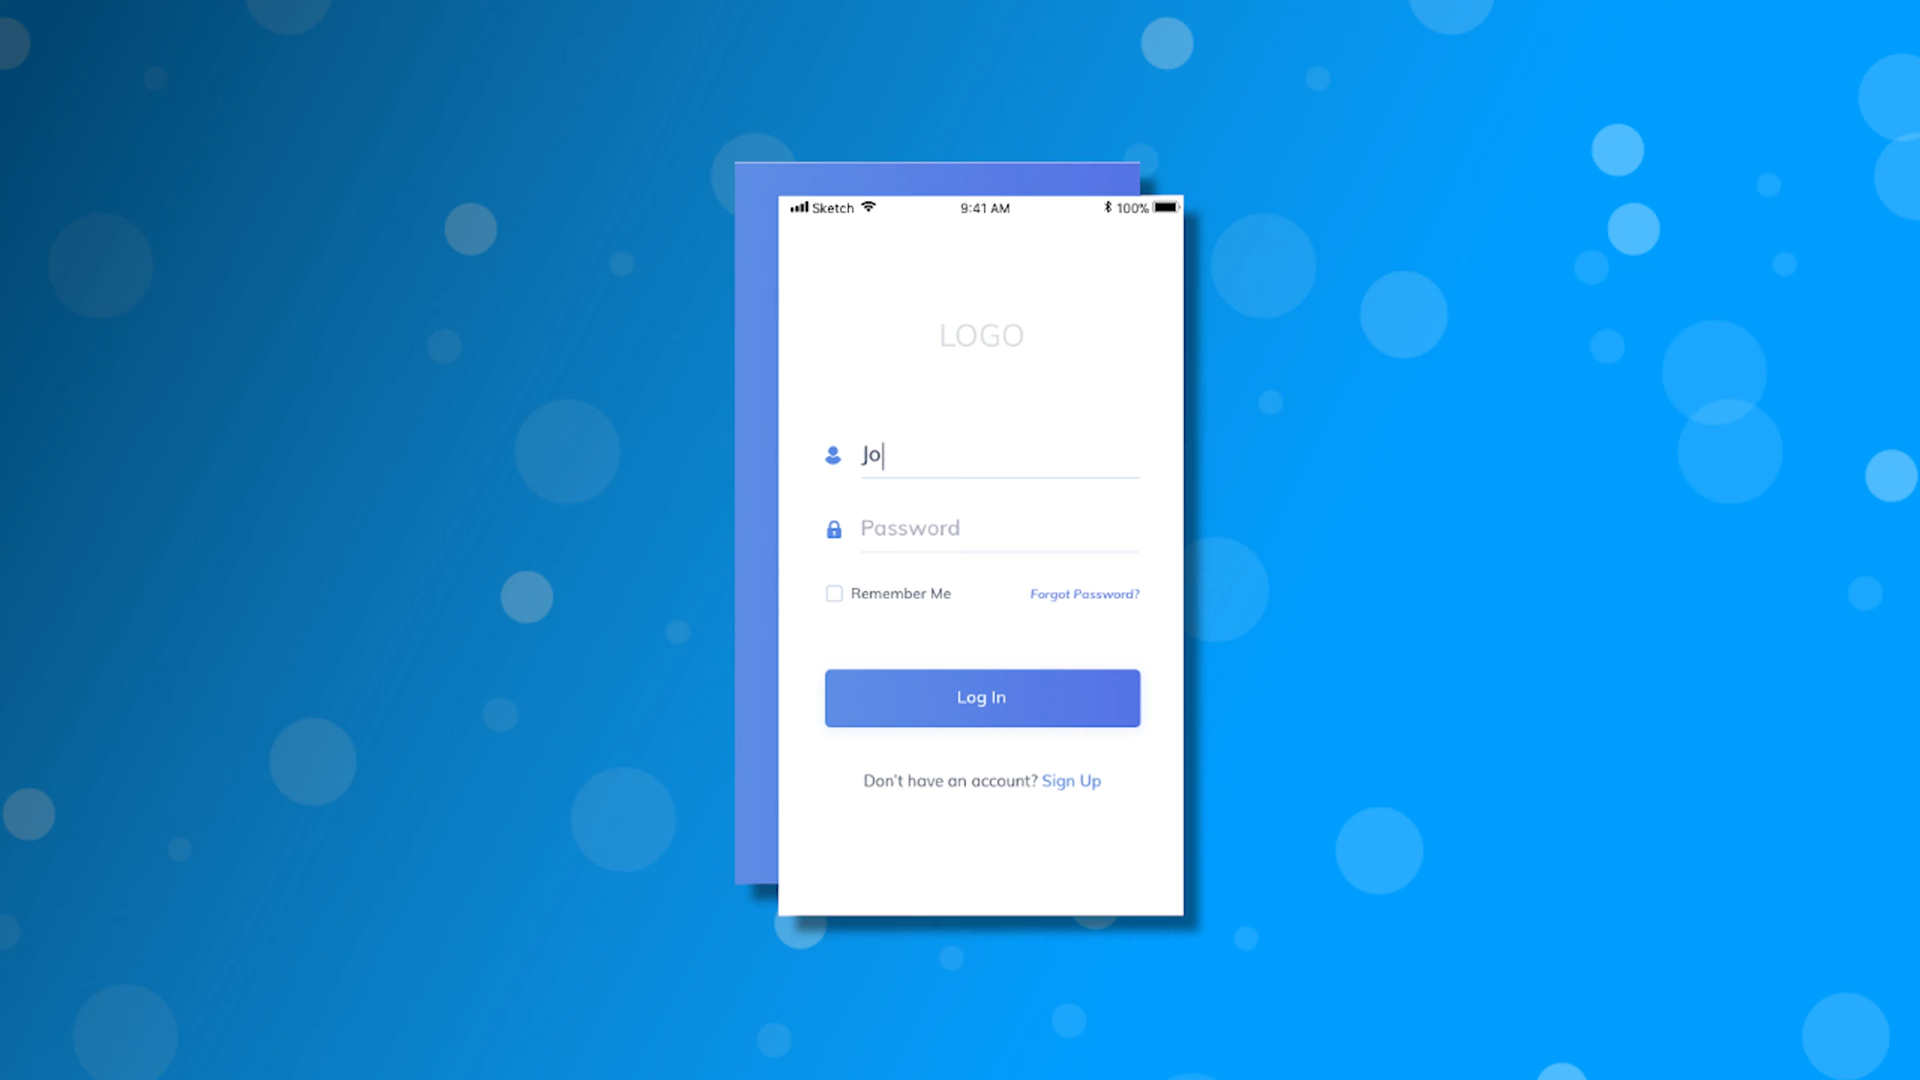 Sketch 9:41 AM 100%
LOGO
Jo
Password
Remember Me Forgot Password?
Log In
Don't have an account? Sign Up